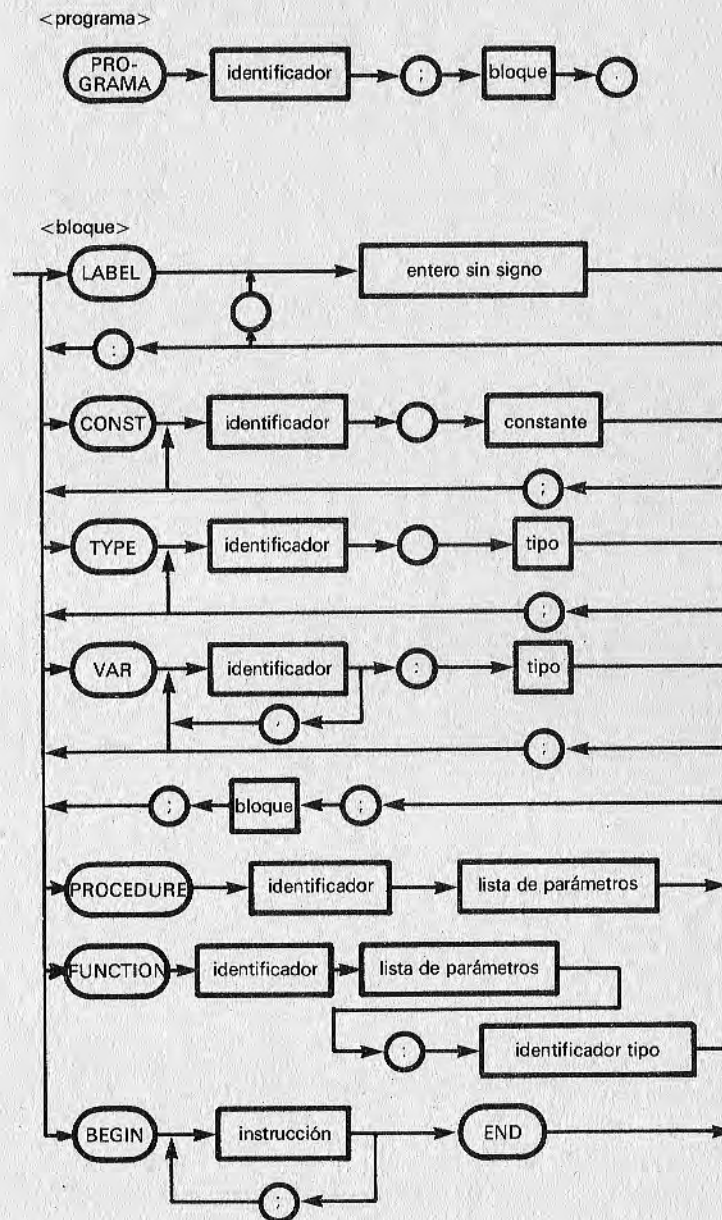 <programa>
PRO-
GRAMA
identificador
;
bloque
.
<bloque>
LABEL
entero sin signo
:
CONST
identificador
constante
;
TYPE
identificador
tipo
;
VAR
identificador
:
tipo
,
;
;
bloque
;
PROCEDURE
identificador
lista de parámetros
FUNCTION
identificador
lista de parámetros
:
identificador tipo
BEGIN
instrucción
END
;